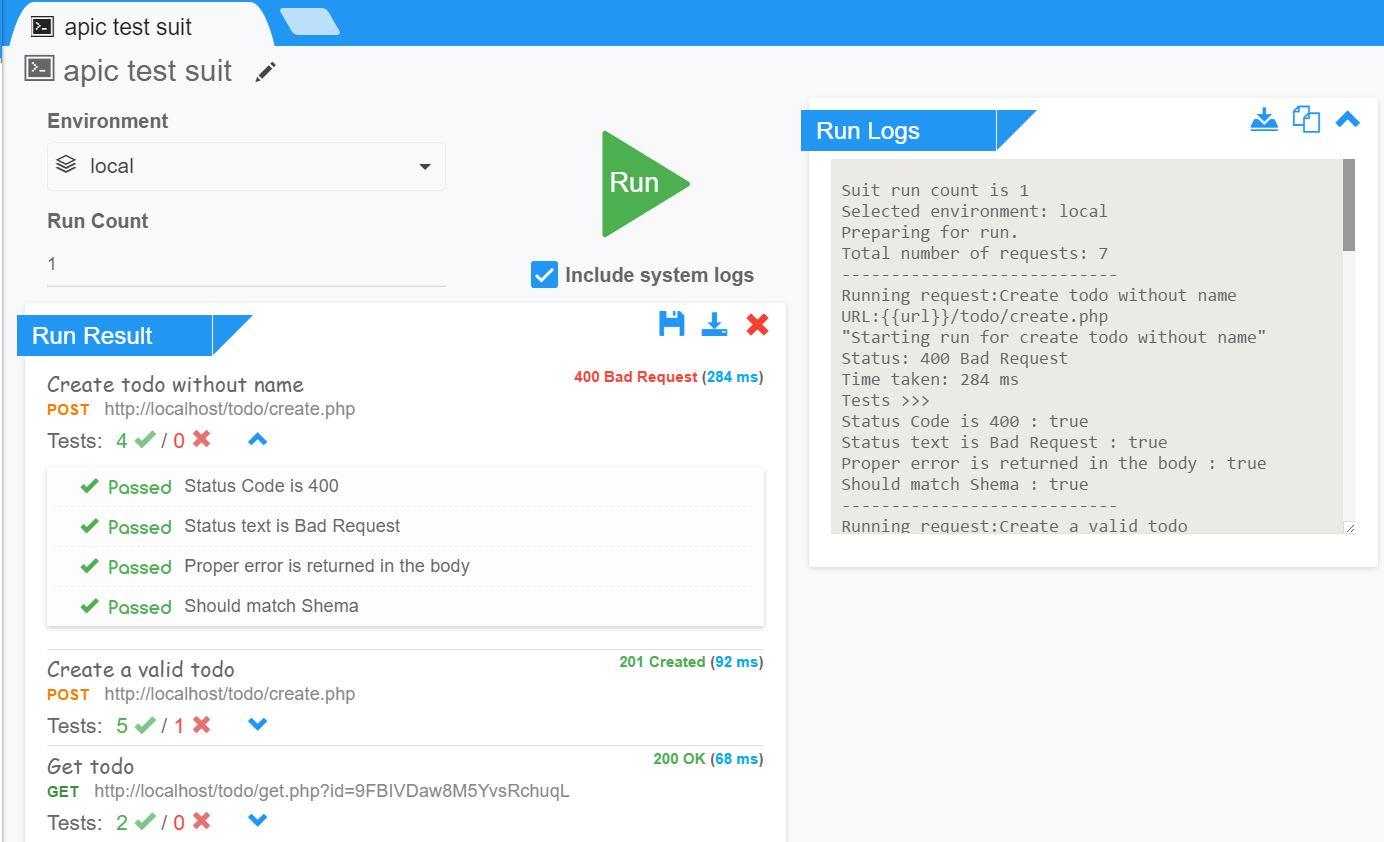 apic test suit
apic test suit
Environment
local
Run Count
1
Run
Include system logs
Run Result
Create todo without name
400 Bad Request (284 ms)
POST http://localhost/todo/create.php
Tests: 4 / 0
Passed Status Code is 400
Passed Status text is Bad Request
Passed Proper error is returned in the body
Passed Should match Shema
Create a valid todo
201 Created (92 ms)
POST http://localhost/todo/create.php
Tests: 5 / 1
Get todo
200 OK (68 ms)
GET http://localhost/todo/get.php?id=9FBIVDaw8M5YvsRchuqL
Tests: 2 / 0
Run Logs
Suit run count is 1
Selected environment: local
Preparing for run.
Total number of requests: 7
----------------------------
Running request:Create todo without name
URL:{{url}}/todo/create.php
"Starting run for create todo without name"
Status: 400 Bad Request
Time taken: 284 ms
Tests >>>
Status Code is 400 : true
Status text is Bad Request : true
Proper error is returned in the body : true
Should match Shema : true
----------------------------
Running request:Create a valid todo